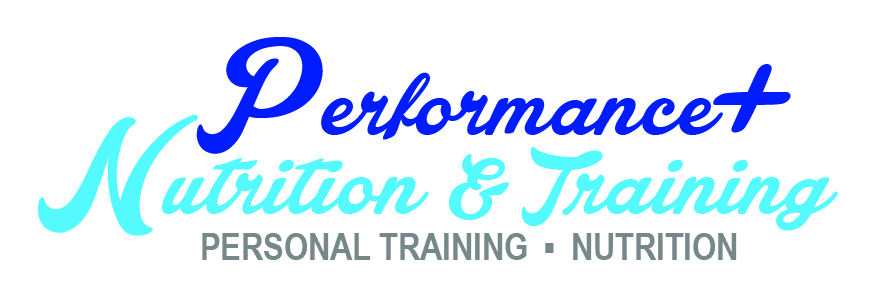 Performance+
Nutrition & Training
PERSONAL TRAINING ▪ NUTRITION